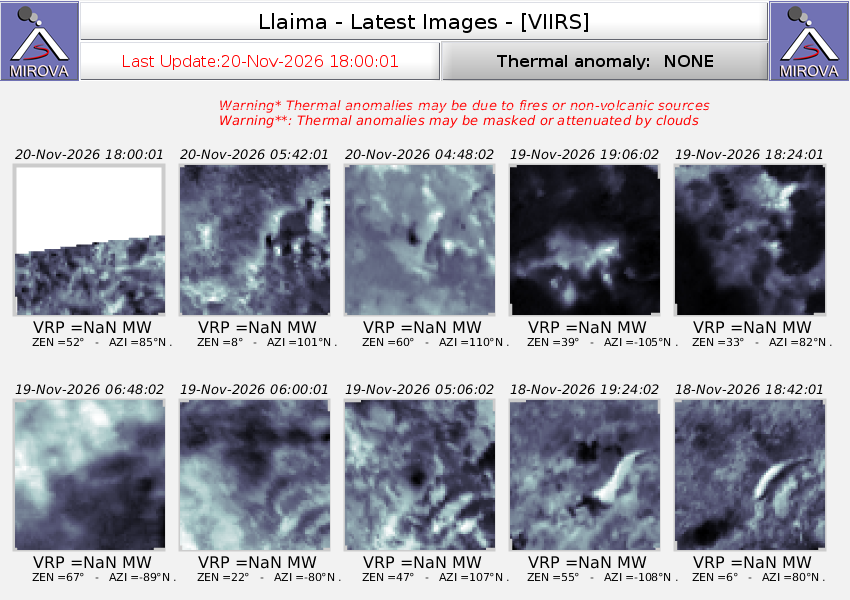 Llaima - Latest Images - [VIIRS]
MIROVA
Last Update:20-Nov-2026 18:00:01
Thermal anomaly: NONE
MIROVA
Warning* Thermal anomalies may be due to fires or non-volcanic sources
Warning**: Thermal anomalies may be masked or attenuated by clouds
20-Nov-2026 18:00:01 20-Nov-2026 05:42:01 20-Nov-2026 04:48:02 19-Nov-2026 19:06:02 19-Nov-2026 18:24:01
VRP =NaN MW VRP =NaN MW VRP =NaN MW VRP =NaN MW VRP =NaN MW
ZEN =52° - AZI =85°N . ZEN =8° - AZI =101°N . ZEN =60° - AZI =110°N . ZEN =39° - AZI =-105°N . ZEN =33° - AZI =82°N .
19-Nov-2026 06:48:02 19-Nov-2026 06:00:01 19-Nov-2026 05:06:02 18-Nov-2026 19:24:02 18-Nov-2026 18:42:01
VRP =NaN MW VRP =NaN MW VRP =NaN MW VRP =NaN MW VRP =NaN MW
ZEN =67° - AZI =-89°N . ZEN =22° - AZI =-80°N . ZEN =47° - AZI =107°N . ZEN =55° - AZI =-108°N . ZEN =6° - AZI =80°N .